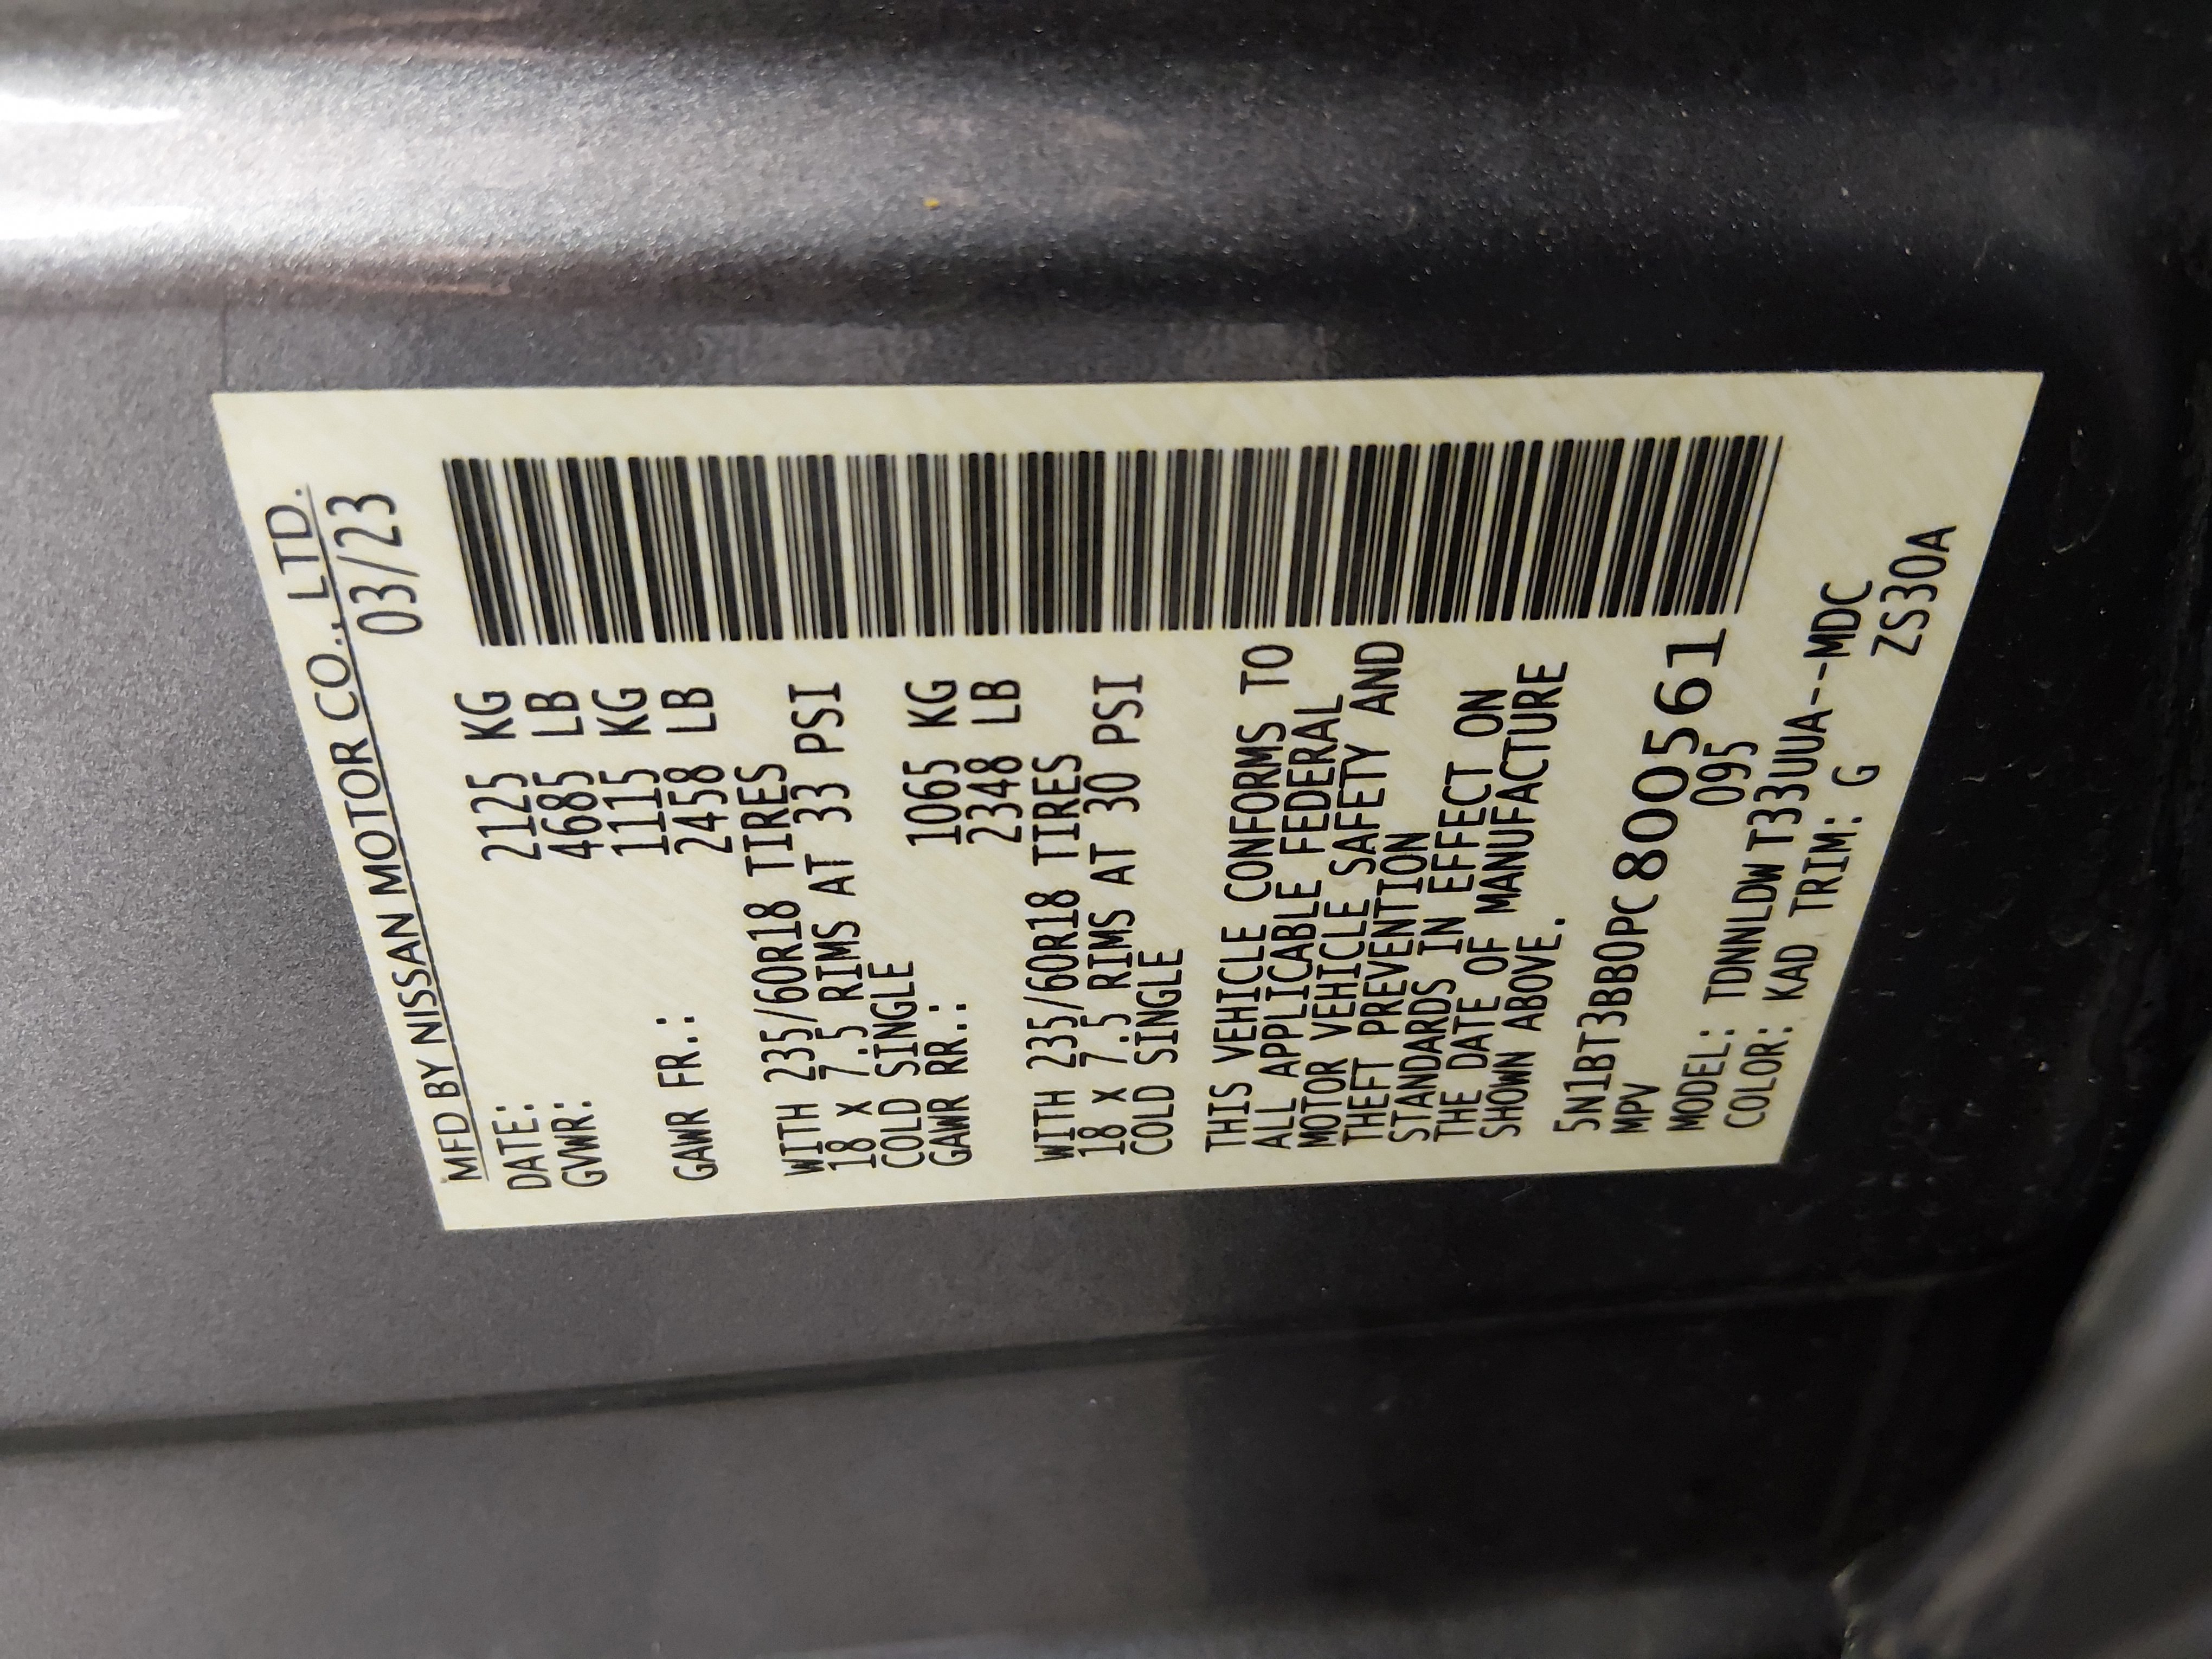 MFD BY NISSAN MOTOR CO., LTD.
DATE: 03/23
GVWR: 2125 KG
4685 LB
GAWR FR.: 1115 KG
2458 LB
WITH 235/60R18 TIRES
18 X 7.5 RIMS AT 33 PSI
COLD SINGLE
GAWR RR.: 1065 KG
2348 LB
WITH 235/60R18 TIRES
18 X 7.5 RIMS AT 30 PSI
COLD SINGLE
THIS VEHICLE CONFORMS TO
ALL APPLICABLE FEDERAL
MOTOR VEHICLE SAFETY AND
THEFT PREVENTION
STANDARDS IN EFFECT ON
THE DATE OF MANUFACTURE
SHOWN ABOVE.
5N1BT3BB0PC800561
MPV 095
MODEL: TDNNLDW T33UUA--MDC
COLOR: KAD TRIM: G ZS30A